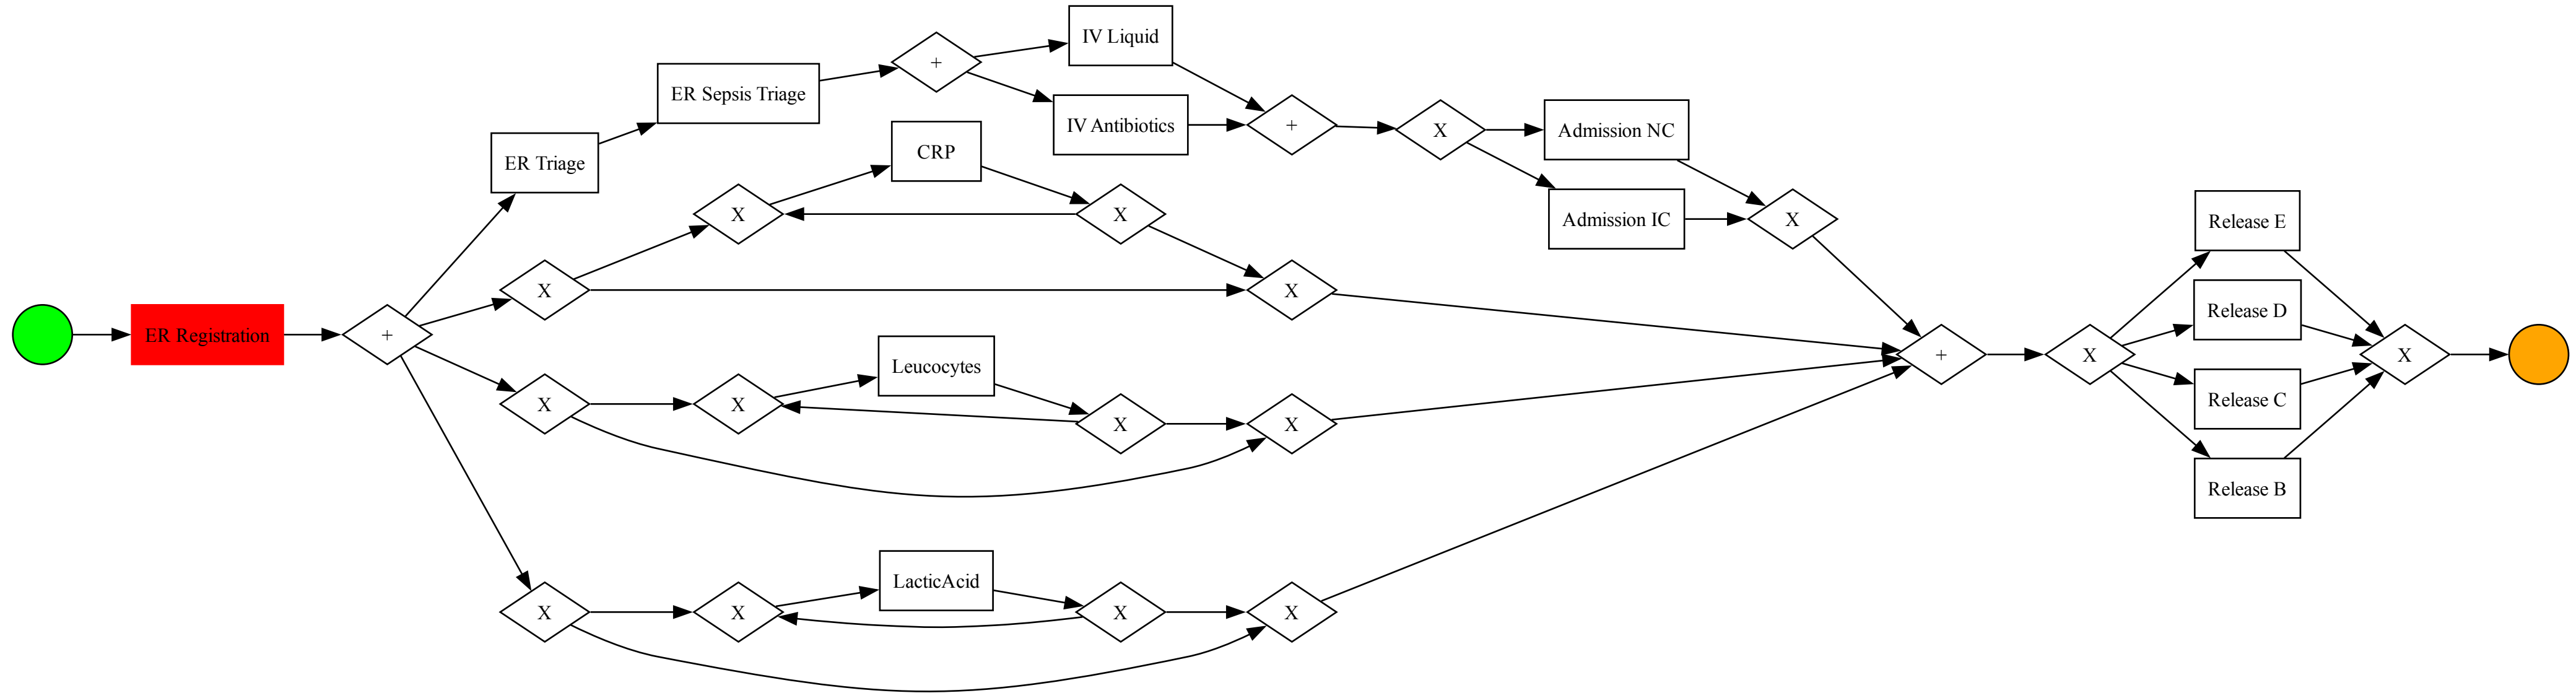 IV Liquid
+
ER Sepsis Triage
IV Antibiotics
+
X
Admission NC
CRP
ER Triage
X
X
Admission IC
X
Release E
X
X
Release D
ER Registration
+
+
X
X
Leucocytes
Release C
X
X
X
X
Release B
LacticAcid
X
X
X
X